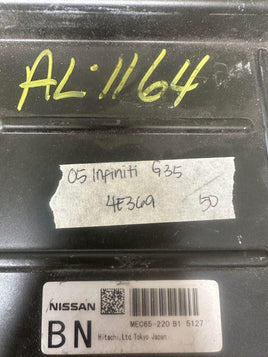 AL·1164
05 Infiniti G35
4E369 /50
NISSAN
MEC65-220 B1 5127
BN
Hitachi,Ltd.Tokyo Japan